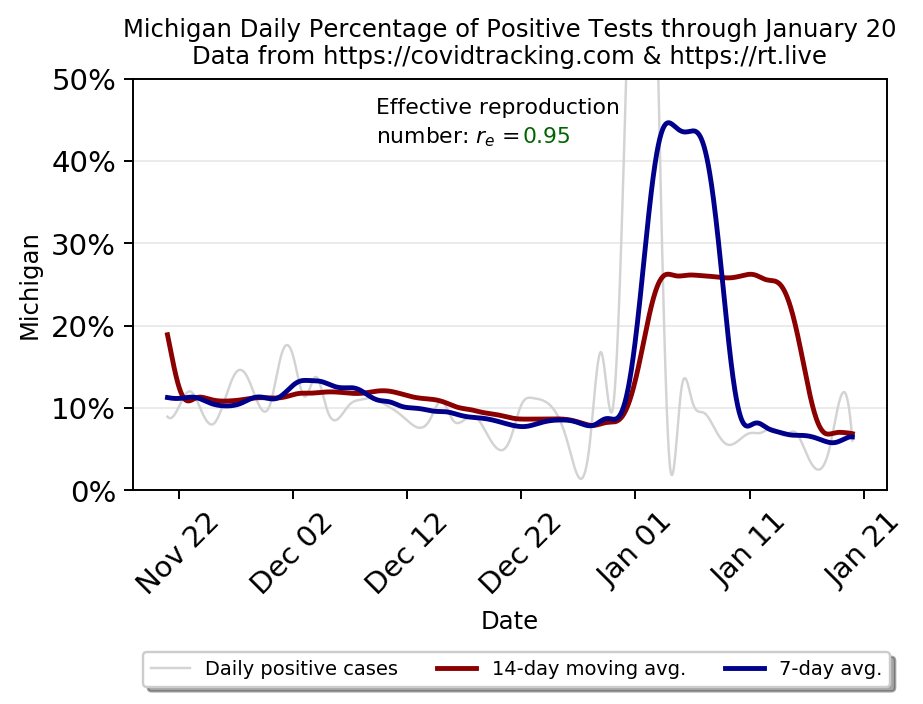 Michigan Daily Percentage of Positive Tests through January 20
Data from https://covidtracking.com & https://rt.live
50%
40%
30%
20%
10%
0%
Michigan
Effective reproduction
number: rₑ = 0.95
Nov 22
Dec 02
Dec 12
Dec 22
Jan 01
Jan 11
Jan 21
Date
Daily positive cases
14-day moving avg.
7-day avg.